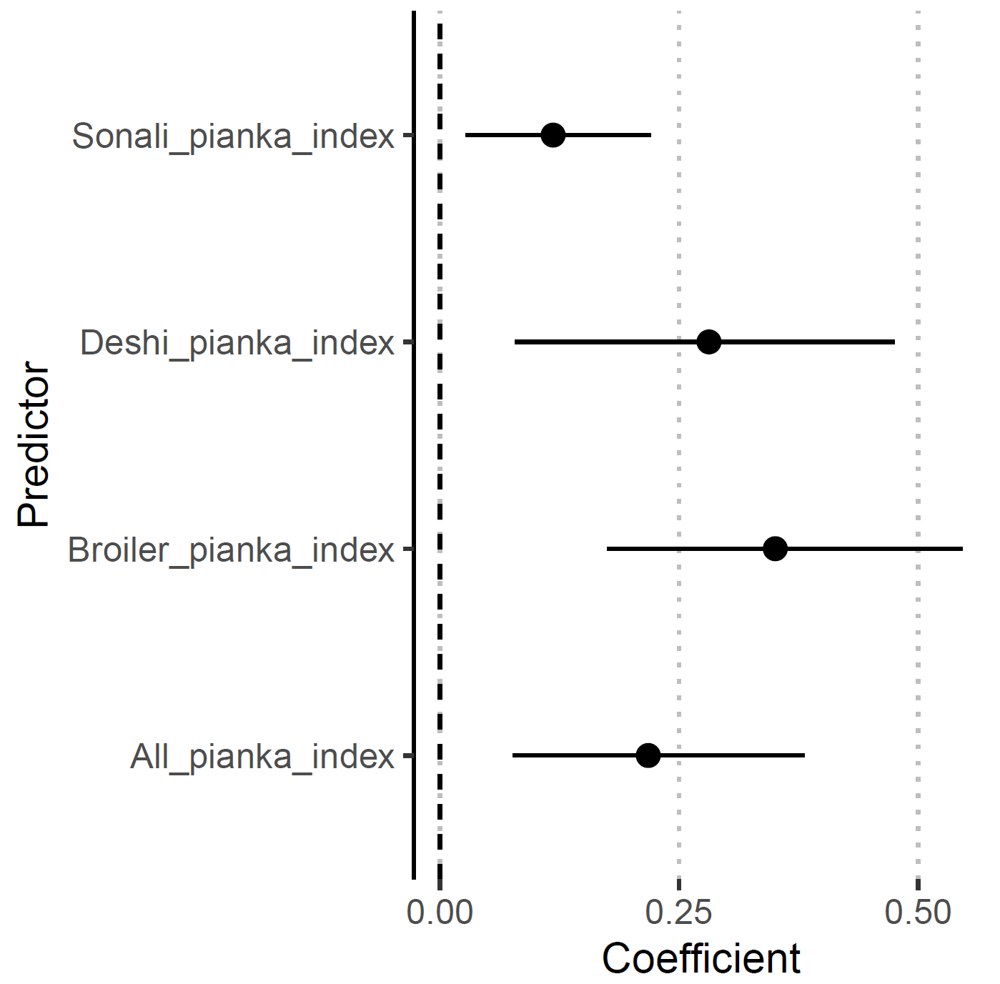 Predictor
Sonali_pianka_index
Deshi_pianka_index
Broiler_pianka_index
All_pianka_index
0.00 0.25 0.50
Coefficient